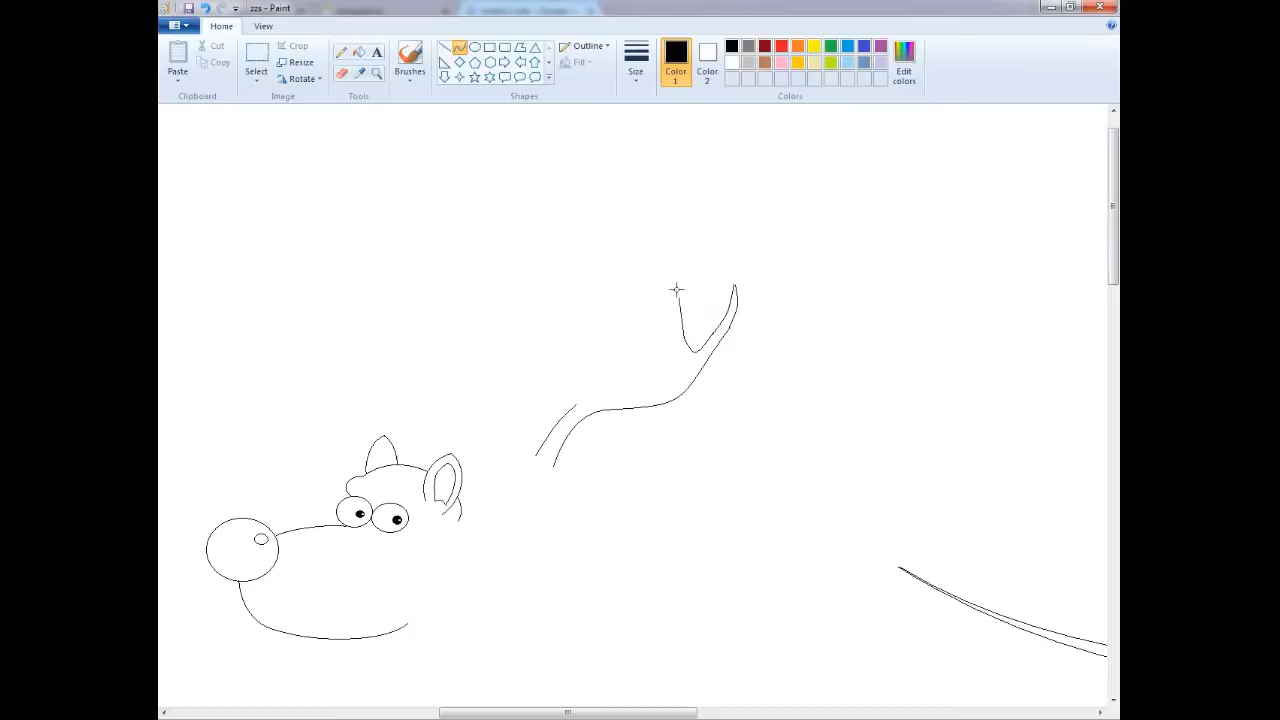 zzs - Paint
Home View
Paste
Cut
Copy
Clipboard
Select
Crop
Resize
Rotate
Image
A
Tools
Brushes
Shapes
Outline
Fill
Size
Color 1
Color 2
Edit colors
Colors